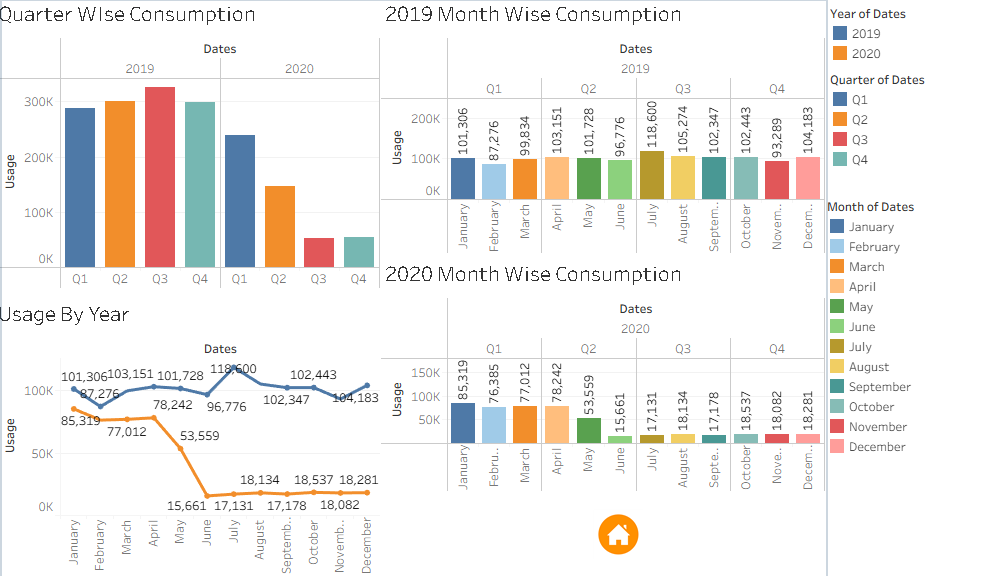 Quarter WIse Consumption
Dates
2019 2020
Usage
300K
200K
100K
0K
Q1 Q2 Q3 Q4 Q1 Q2 Q3 Q4
Usage By Year
Dates
Usage
100K
50K
0K
101,306
87,276
103,151
101,728
96,776
118,600
102,347
102,443
104,183
85,319
77,012
78,242
53,559
15,661
17,131
18,134
17,178
18,537
18,082
18,281
January
February
March
April
May
June
July
August
Septemb..
October
Novemb..
December
2019 Month Wise Consumption
Dates
2019
Q1 Q2 Q3 Q4
Usage
200K
100K
0K
101,306
87,276
99,834
103,151
101,728
96,776
118,600
105,274
102,347
102,443
93,289
104,183
January
February
March
April
May
June
July
August
Septem..
October
Novem..
Decem..
2020 Month Wise Consumption
Dates
2020
Q1 Q2 Q3 Q4
Usage
150K
100K
50K
85,319
76,385
77,012
78,242
53,559
15,661
17,131
18,134
17,178
18,537
18,082
18,281
January
Febru..
March
April
May
June
July
August
Septe..
October
Nove..
Decem..
Year of Dates
2019
2020
Quarter of Dates
Q1
Q2
Q3
Q4
Month of Dates
January
February
March
April
May
June
July
August
September
October
November
December